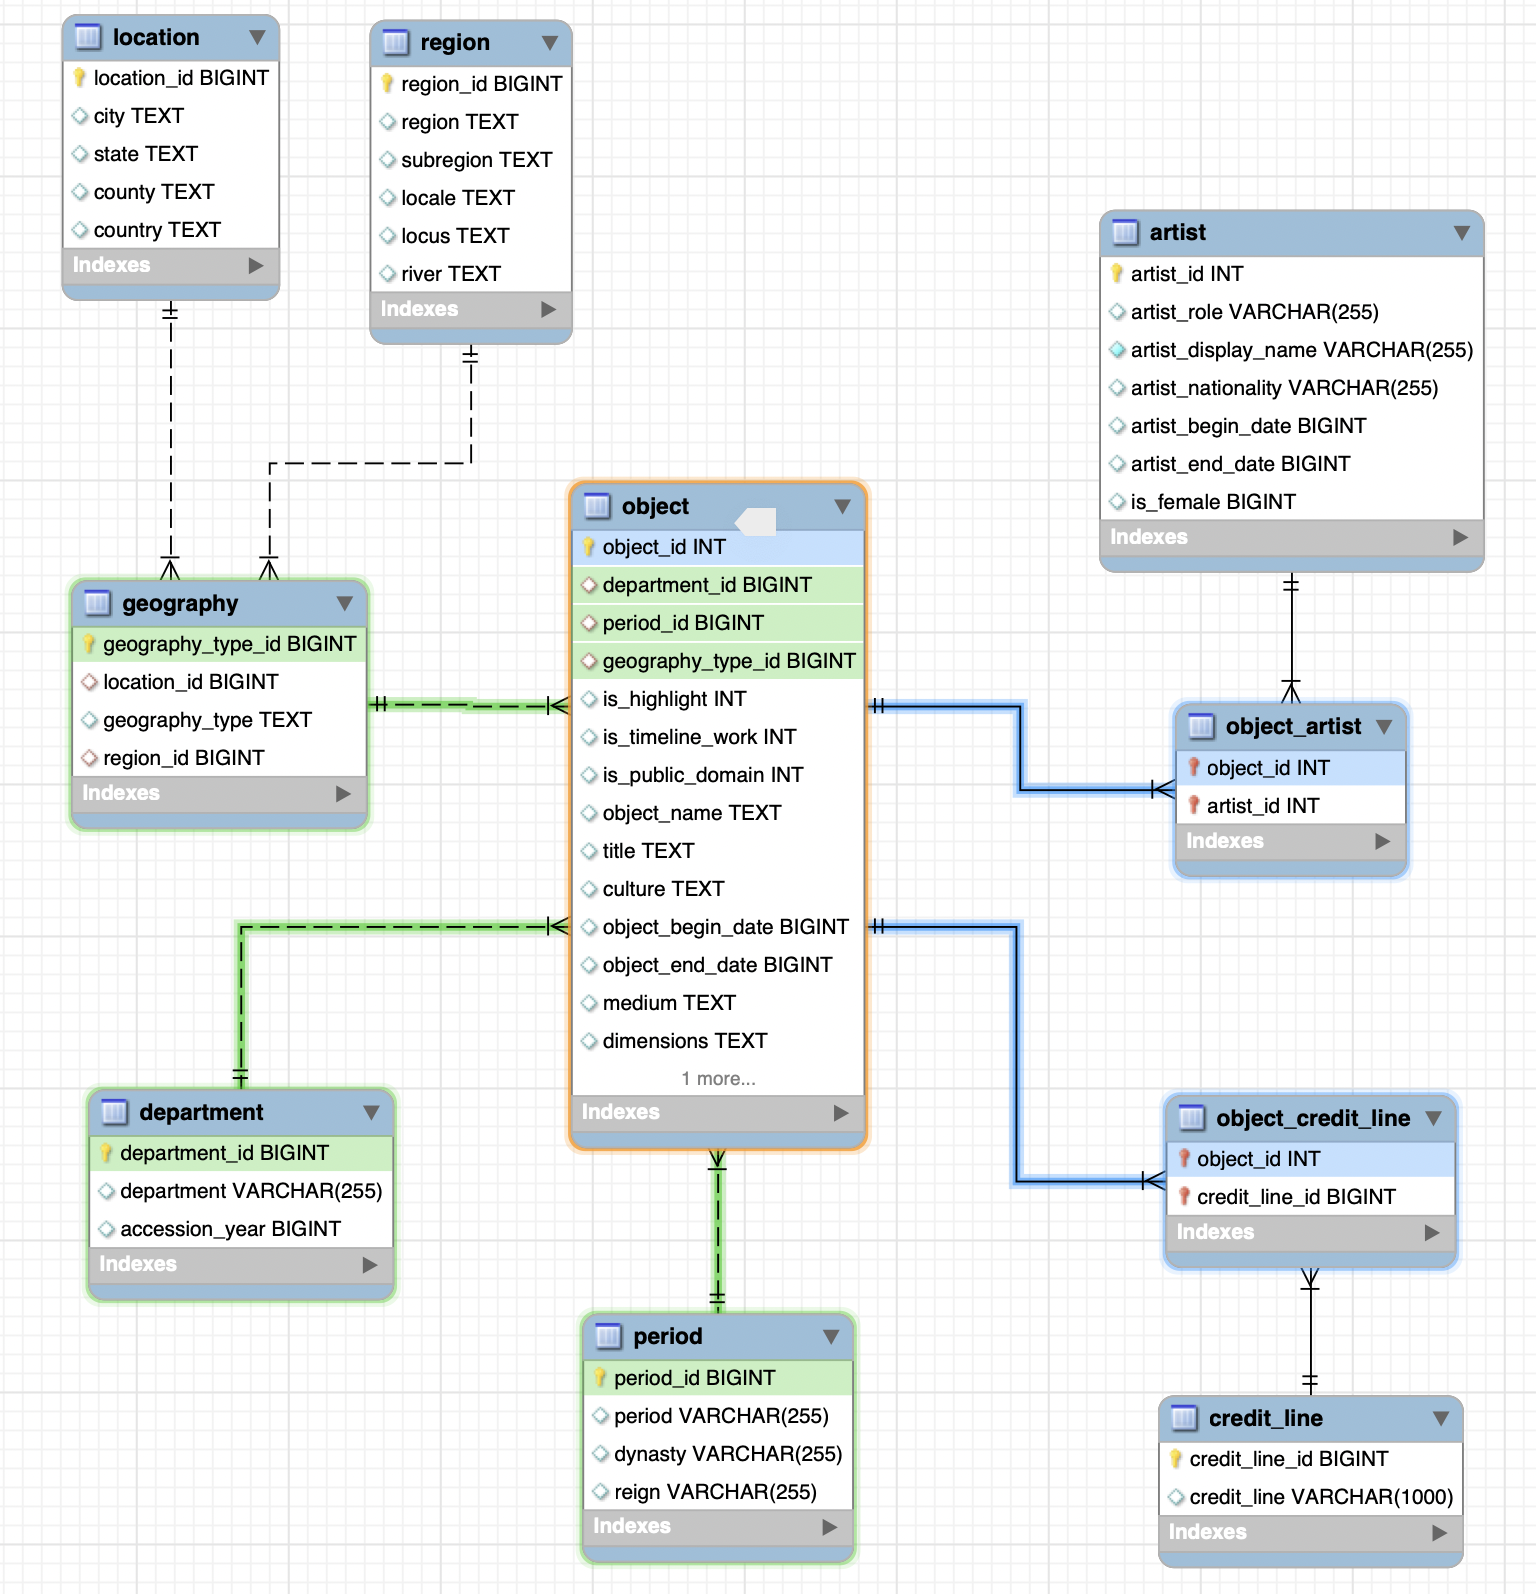 location
location_id BIGINT
city TEXT
state TEXT
county TEXT
country TEXT
Indexes
region
region_id BIGINT
region TEXT
subregion TEXT
locale TEXT
locus TEXT
river TEXT
Indexes
artist
artist_id INT
artist_role VARCHAR(255)
artist_display_name VARCHAR(255)
artist_nationality VARCHAR(255)
artist_begin_date BIGINT
artist_end_date BIGINT
is_female BIGINT
Indexes
geography
geography_type_id BIGINT
location_id BIGINT
geography_type TEXT
region_id BIGINT
Indexes
object
object_id INT
department_id BIGINT
period_id BIGINT
geography_type_id BIGINT
is_highlight INT
is_timeline_work INT
is_public_domain INT
object_name TEXT
title TEXT
culture TEXT
object_begin_date BIGINT
object_end_date BIGINT
medium TEXT
dimensions TEXT
1 more...
Indexes
object_artist
object_id INT
artist_id INT
Indexes
department
department_id BIGINT
department VARCHAR(255)
accession_year BIGINT
Indexes
object_credit_line
object_id INT
credit_line_id BIGINT
Indexes
period
period_id BIGINT
period VARCHAR(255)
dynasty VARCHAR(255)
reign VARCHAR(255)
Indexes
credit_line
credit_line_id BIGINT
credit_line VARCHAR(1000)
Indexes